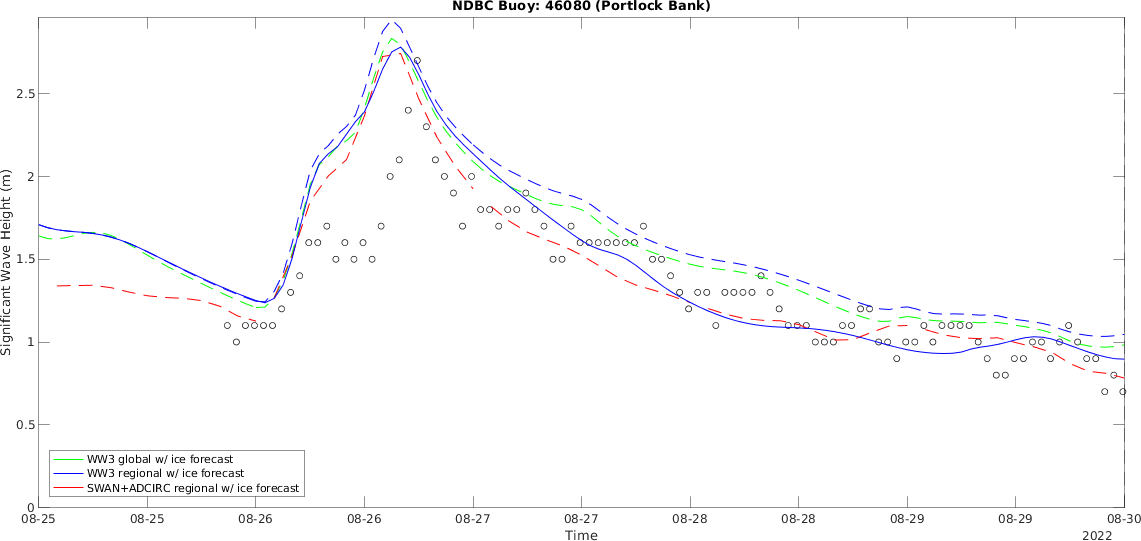 NDBC Buoy: 46080 (Portlock Bank)
Significant Wave Height (m)
2.5
2
1.5
1
0.5
0
WW3 global w/ ice forecast
WW3 regional w/ ice forecast
SWAN+ADCIRC regional w/ ice forecast
08-25 08-25 08-26 08-26 08-27 08-27 08-28 08-28 08-29 08-29 08-30
Time
2022